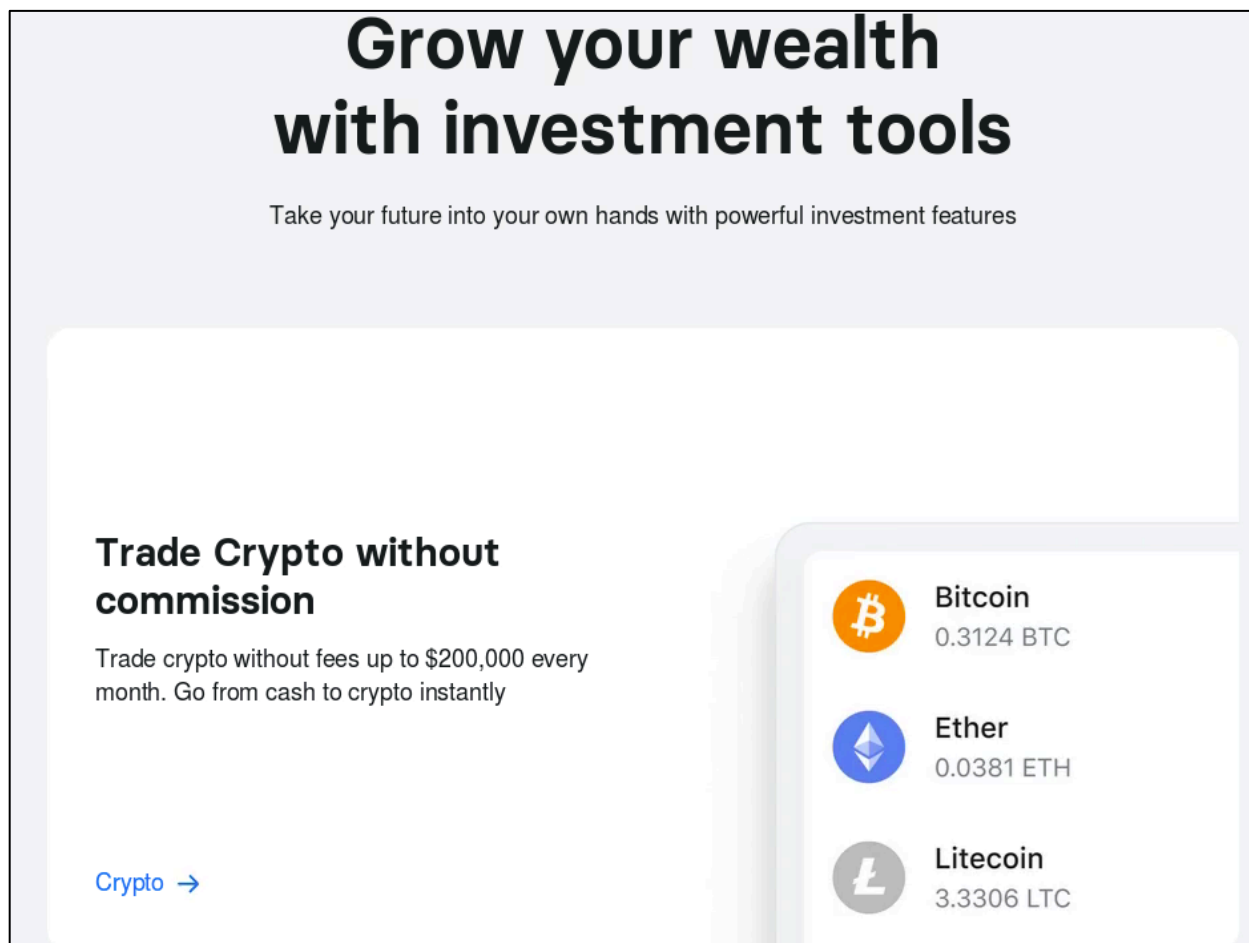 Grow your wealth
with investment tools
Take your future into your own hands with powerful investment features
Trade Crypto without
commission
Trade crypto without fees up to $200,000 every
month. Go from cash to crypto instantly
Crypto →
Bitcoin
0.3124 BTC
Ether
0.0381 ETH
Litecoin
3.3306 LTC